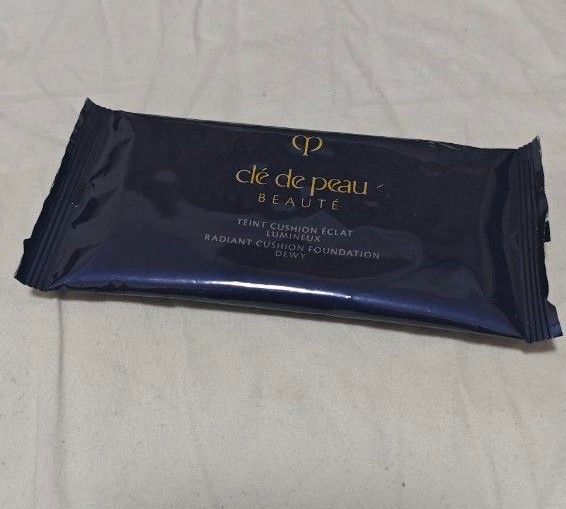 clé de peau
BEAUTÉ
TEINT CUSHION ÉCLAT
LUMINEUX
RADIANT CUSHION FOUNDATION
DEWY